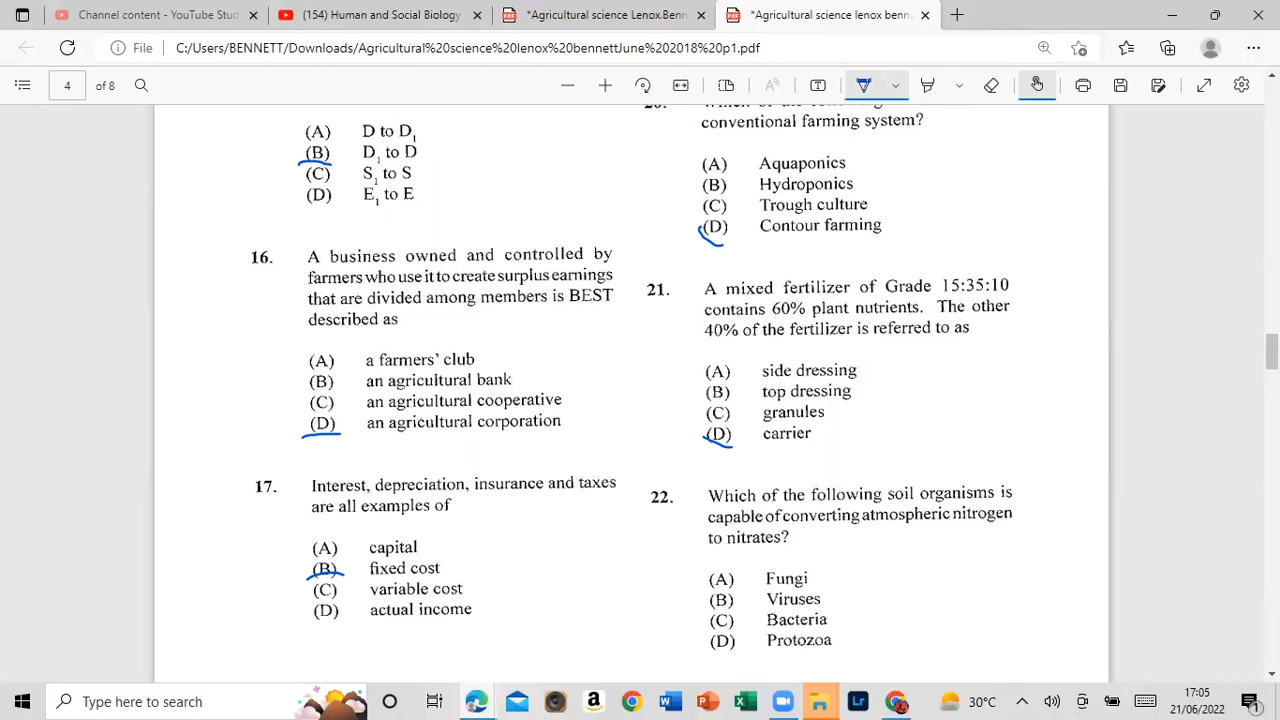 Content - YouTube
(154) Human and Social Biology
*Agricultural science Lenox.Benn
*Agricultural science lenox benn
File
C:/Users/BENNETT/Downloads/Agricultural%20science%20lenox%20bennettJune%202018%20p1.pdf
4 of 8
(A) D to D1
(B) D1 to D
(C) S1 to S
(D) E1 to E
16. A business owned and controlled by
farmers who use it to create surplus earnings
that are divided among members is BEST
described as
(A) a farmers' club
(B) an agricultural bank
(C) an agricultural cooperative
(D) an agricultural corporation
17. Interest, depreciation, insurance and taxes
are all examples of
(A) capital
(B) fixed cost
(C) variable cost
(D) actual income
conventional farming system?
(A) Aquaponics
(B) Hydroponics
(C) Trough culture
(D) Contour farming
21. A mixed fertilizer of Grade 15:35:10
contains 60% plant nutrients. The other
40% of the fertilizer is referred to as
(A) side dressing
(B) top dressing
(C) granules
(D) carrier
22. Which of the following soil organisms is
capable of converting atmospheric nitrogen
to nitrates?
(A) Fungi
(B) Viruses
(C) Bacteria
(D) Protozoa
Type here to search
30°C
17:05
21/06/2022